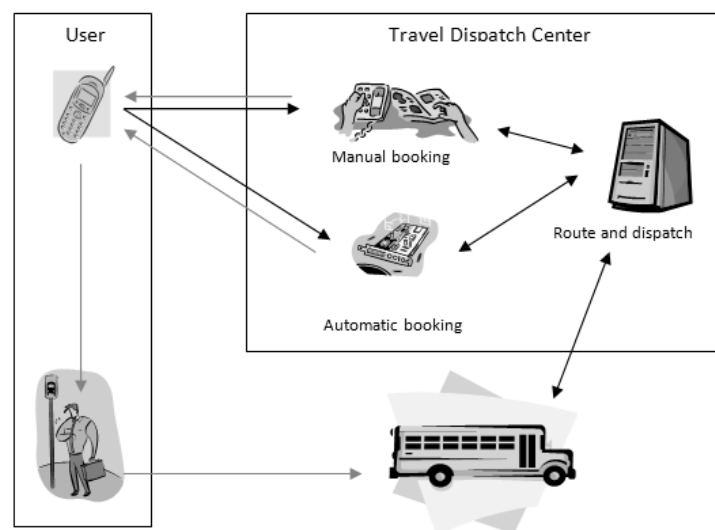 User
Travel Dispatch Center
Manual booking
Route and dispatch
Automatic booking